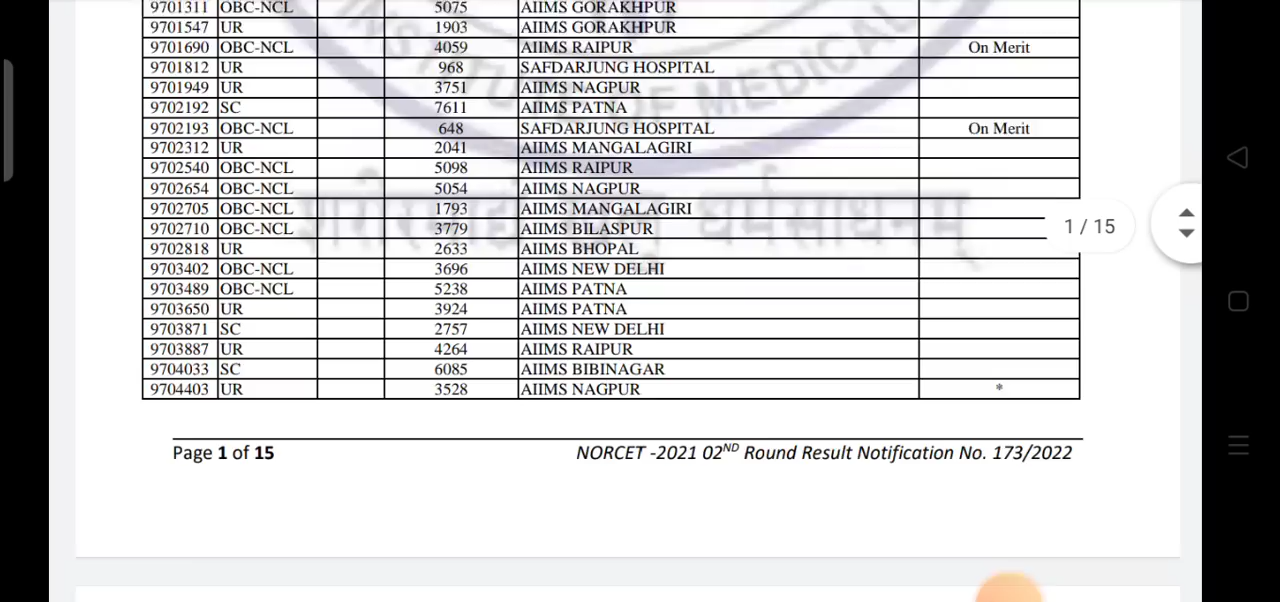 9701311 OBC-NCL 5075 AIIMS GORAKHPUR
9701547 UR 1903 AIIMS GORAKHPUR
9701690 OBC-NCL 4059 AIIMS RAIPUR On Merit
9701812 UR 968 SAFDARJUNG HOSPITAL
9701949 UR 3751 AIIMS NAGPUR
9702192 SC 7611 AIIMS PATNA
9702193 OBC-NCL 648 SAFDARJUNG HOSPITAL On Merit
9702312 UR 2041 AIIMS MANGALAGIRI
9702540 OBC-NCL 5098 AIIMS RAIPUR
9702654 OBC-NCL 5054 AIIMS NAGPUR
9702705 OBC-NCL 1793 AIIMS MANGALAGIRI
9702710 OBC-NCL 3779 AIIMS BILASPUR
1 / 15
9702818 UR 2633 AIIMS BHOPAL
9703402 OBC-NCL 3696 AIIMS NEW DELHI
9703489 OBC-NCL 5238 AIIMS PATNA
9703650 UR 3924 AIIMS PATNA
9703871 SC 2757 AIIMS NEW DELHI
9703887 UR 4264 AIIMS RAIPUR
9704033 SC 6085 AIIMS BIBINAGAR
9704403 UR 3528 AIIMS NAGPUR *
Page 1 of 15 NORCET -2021 02ND Round Result Notification No. 173/2022
INSTITUTE OF MEDICAL